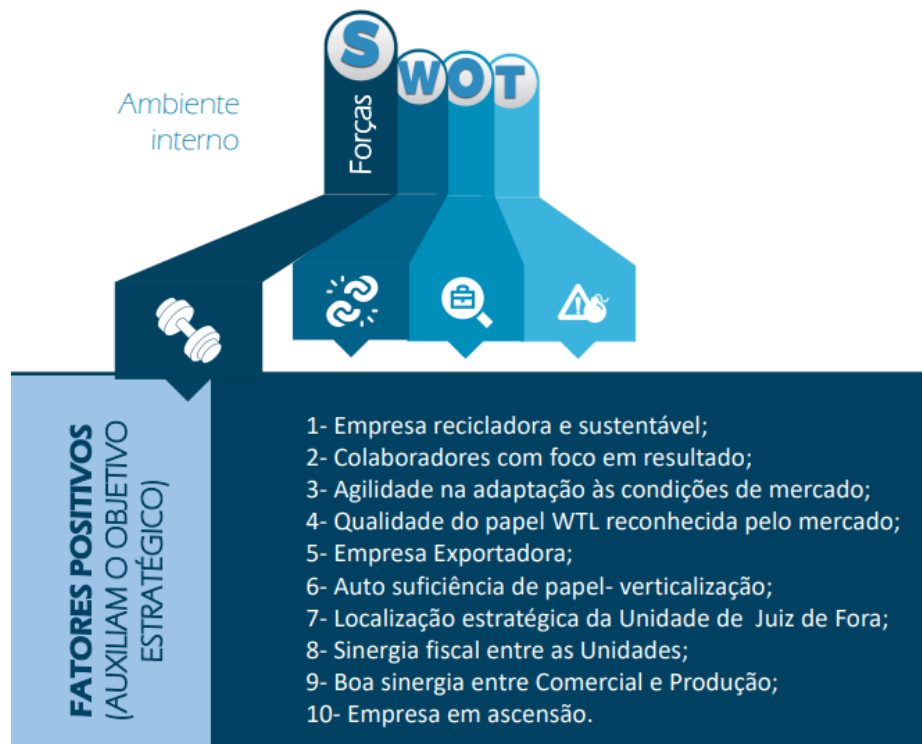 S
W
O
T
Forças
Ambiente
interno
FATORES POSITIVOS
(AUXILIAM O OBJETIVO
ESTRATÉGICO)
1- Empresa recicladora e sustentável;
2- Colaboradores com foco em resultado;
3- Agilidade na adaptação às condições de mercado;
4- Qualidade do papel WTL reconhecida pelo mercado;
5- Empresa Exportadora;
6- Auto suficiência de papel- verticalização;
7- Localização estratégica da Unidade de Juiz de Fora;
8- Sinergia fiscal entre as Unidades;
9- Boa sinergia entre Comercial e Produção;
10- Empresa em ascensão.